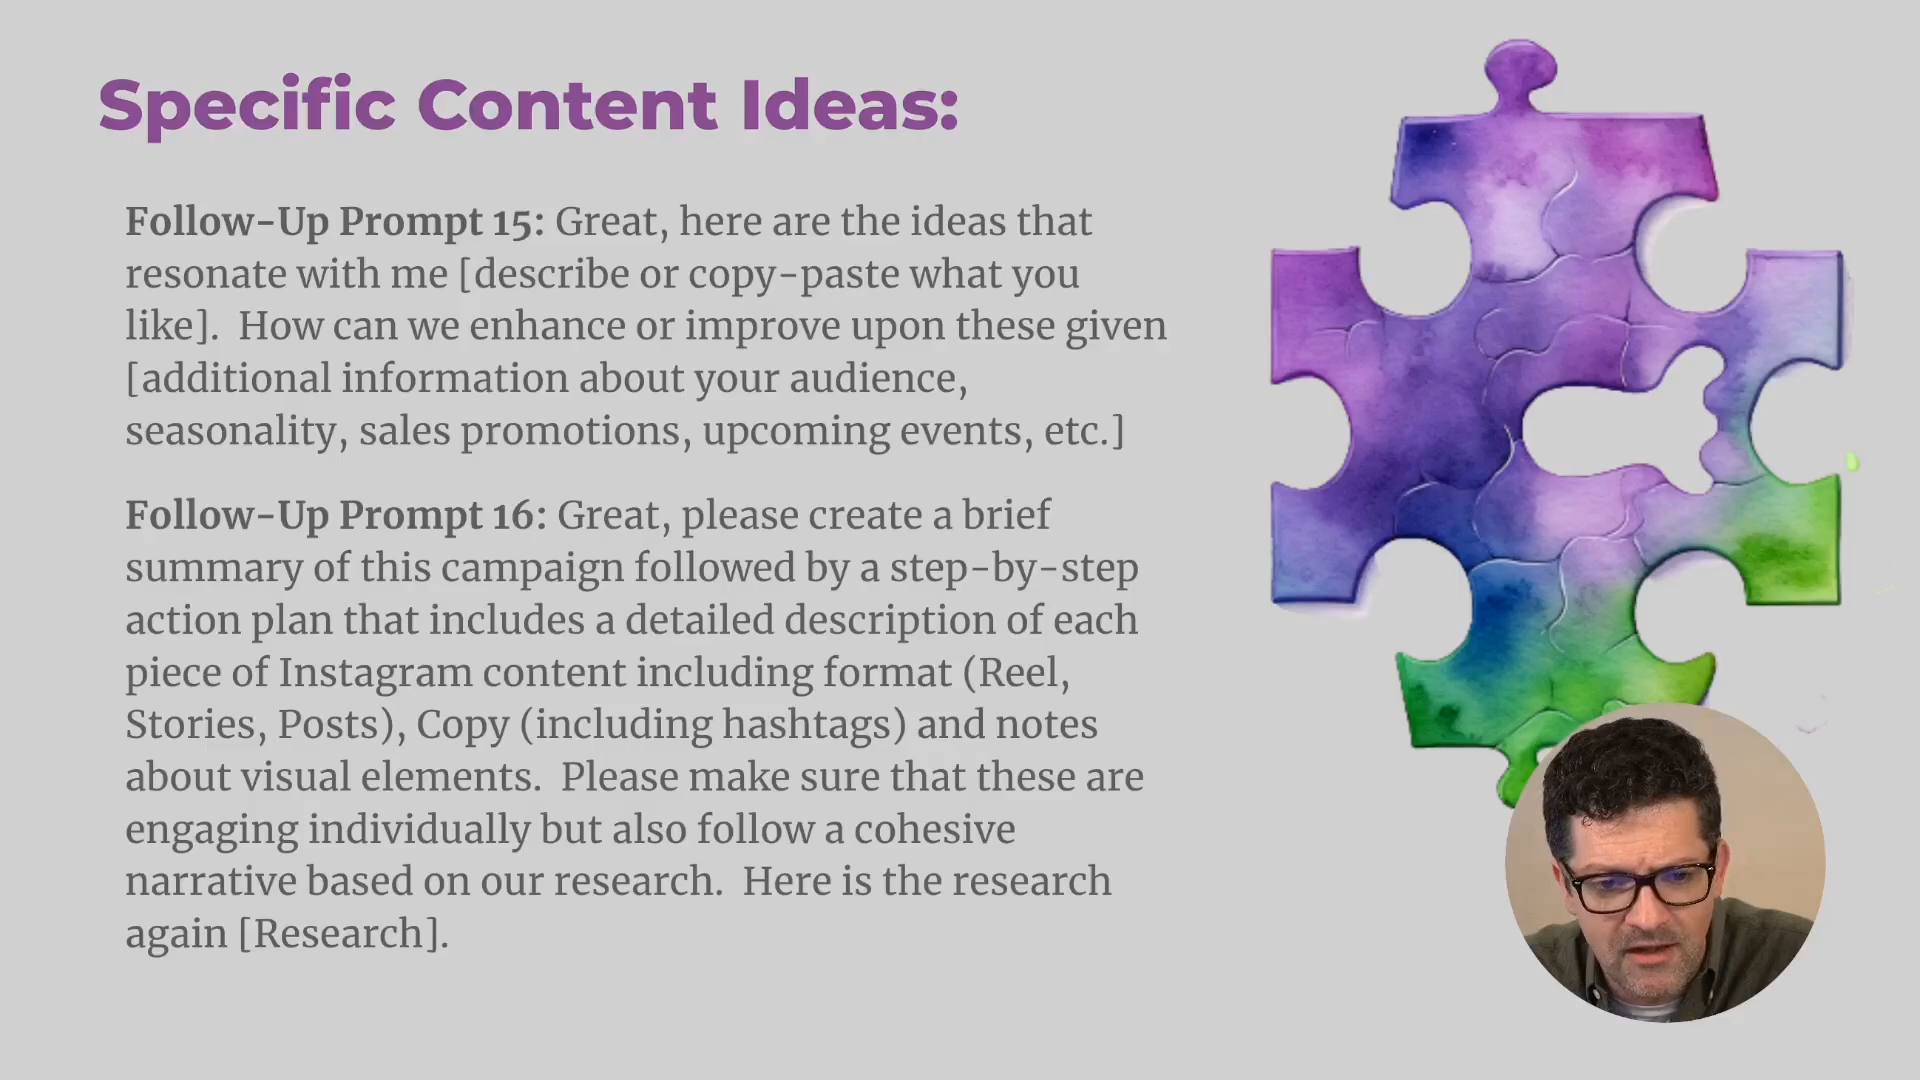 Specific Content Ideas:
Follow-Up Prompt 15: Great, here are the ideas that
resonate with me [describe or copy-paste what you
like].  How can we enhance or improve upon these given
[additional information about your audience,
seasonality, sales promotions, upcoming events, etc.]
Follow-Up Prompt 16: Great, please create a brief
summary of this campaign followed by a step-by-step
action plan that includes a detailed description of each
piece of Instagram content including format (Reel,
Stories, Posts), Copy (including hashtags) and notes
about visual elements.  Please make sure that these are
engaging individually but also follow a cohesive
narrative based on our research.  Here is the research
again [Research].